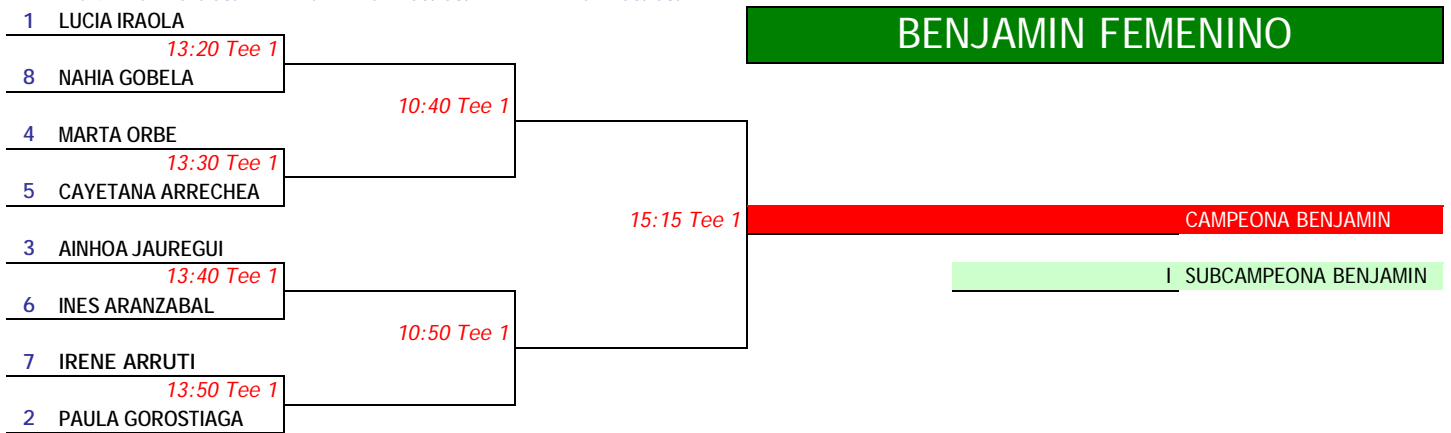 1 LUCIA IRAOLA
BENJAMIN FEMENINO
13:20 Tee 1
8 NAHIA GOBELA
10:40 Tee 1
4 MARTA ORBE
13:30 Tee 1
5 CAYETANA ARRECHEA
15:15 Tee 1
CAMPEONA BENJAMIN
3 AINHOA JAUREGUI
13:40 Tee 1
I SUBCAMPEONA BENJAMIN
6 INES ARANZABAL
10:50 Tee 1
7 IRENE ARRUTI
13:50 Tee 1
2 PAULA GOROSTIAGA